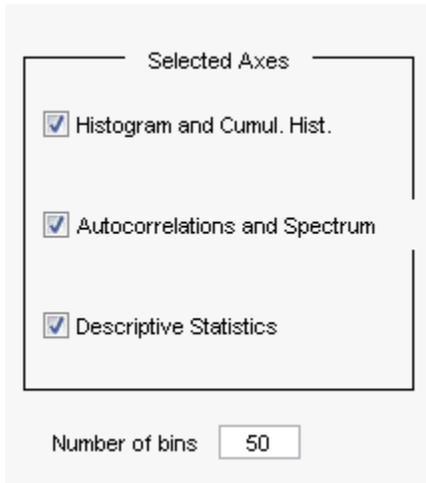 Selected Axes
Histogram and Cumul. Hist.
Autocorrelations and Spectrum
Descriptive Statistics
Number of bins 50